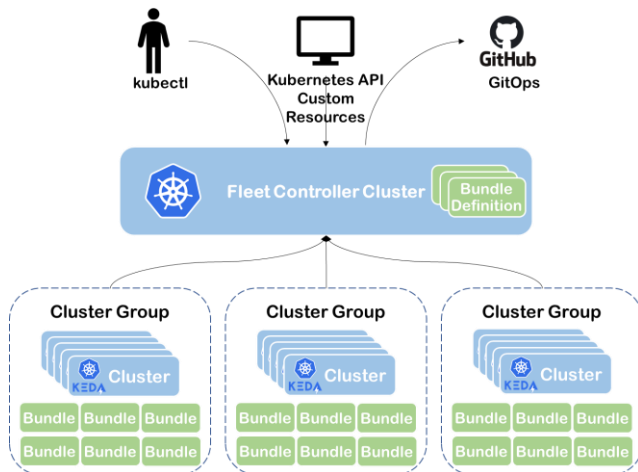 kubectl
Kubernetes API
Custom
Resources
GitHub
GitOps
Fleet Controller Cluster
Bundle
Definition
Cluster Group
Cluster Group
Cluster Group
KEDA Cluster
KEDA Cluster
KEDA Cluster
Bundle Bundle Bundle
Bundle Bundle Bundle
Bundle Bundle Bundle
Bundle Bundle Bundle
Bundle Bundle Bundle
Bundle Bundle Bundle